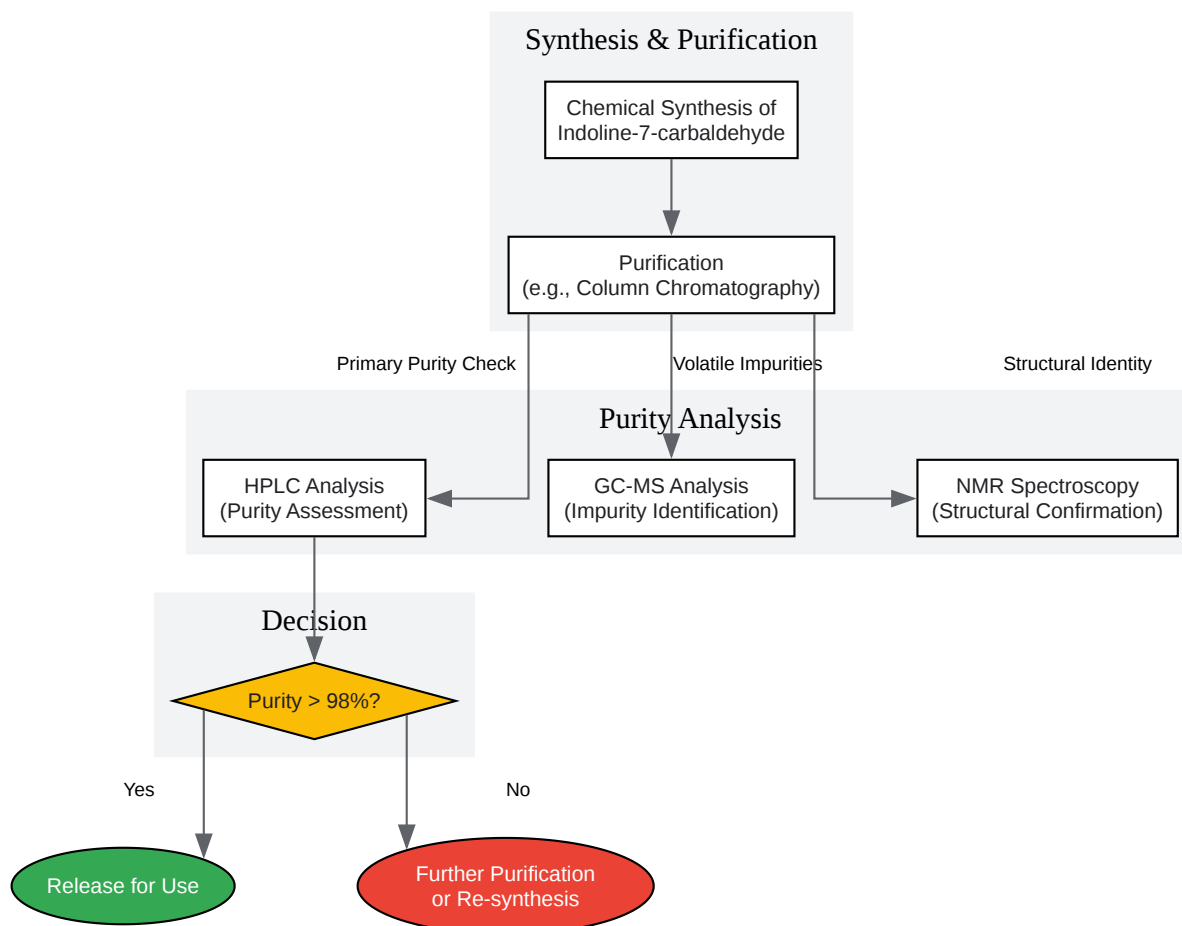 Synthesis & Purification
Chemical Synthesis of
Indoline-7-carbaldehyde
Purification
(e.g., Column Chromatography)
Primary Purity Check
Volatile Impurities
Structural Identity
Purity Analysis
HPLC Analysis
(Purity Assessment)
GC-MS Analysis
(Impurity Identification)
NMR Spectroscopy
(Structural Confirmation)
Decision
Purity > 98%?
Yes
No
Release for Use
Further Purification
or Re-synthesis